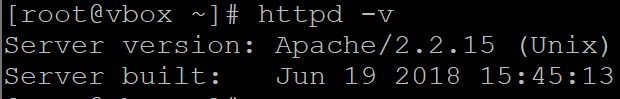 [root@vbox ~]# httpd -v
Server version: Apache/2.2.15 (Unix)
Server built:   Jun 19 2018 15:45:13